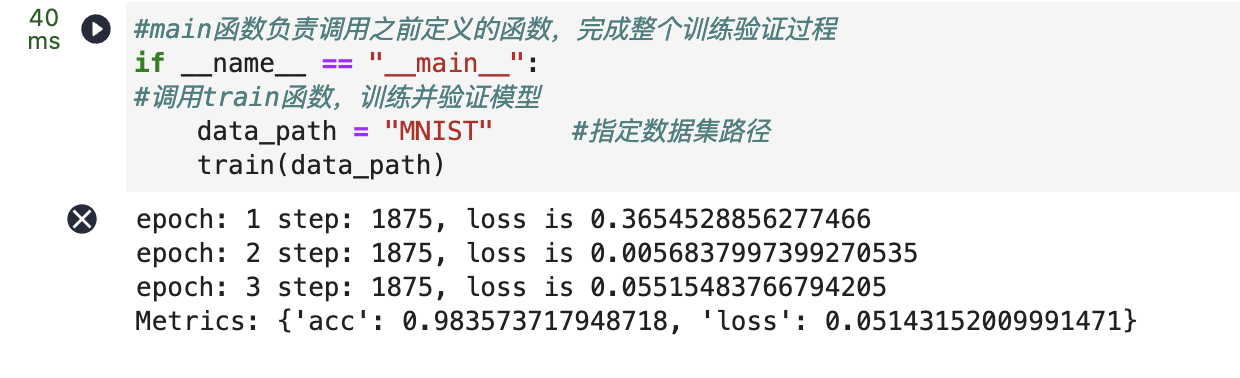 40
ms
#main函数负责调用之前定义的函数，完成整个训练验证过程
if __name__ == "__main__":
#调用train函数，训练并验证模型
    data_path = "MNIST"     #指定数据集路径
    train(data_path)
epoch: 1 step: 1875, loss is 0.3654528856277466
epoch: 2 step: 1875, loss is 0.0056837997399270535
epoch: 3 step: 1875, loss is 0.05515483766794205
Metrics: {'acc': 0.983573717948718, 'loss': 0.05143152009991471}